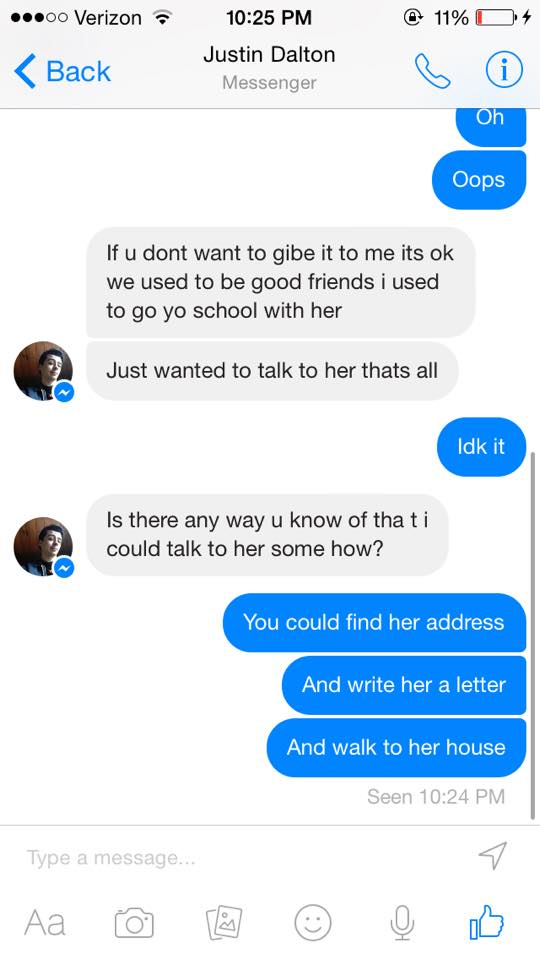 Verizon
10:25 PM
11%
Back
Justin Dalton
Messenger
Oh
Oops
If u dont want to gibe it to me its ok
we used to be good friends i used
to go yo school with her
Just wanted to talk to her thats all
Idk it
Is there any way u know of tha t i
could talk to her some how?
You could find her address
And write her a letter
And walk to her house
Seen 10:24 PM
Type a message...
Aa